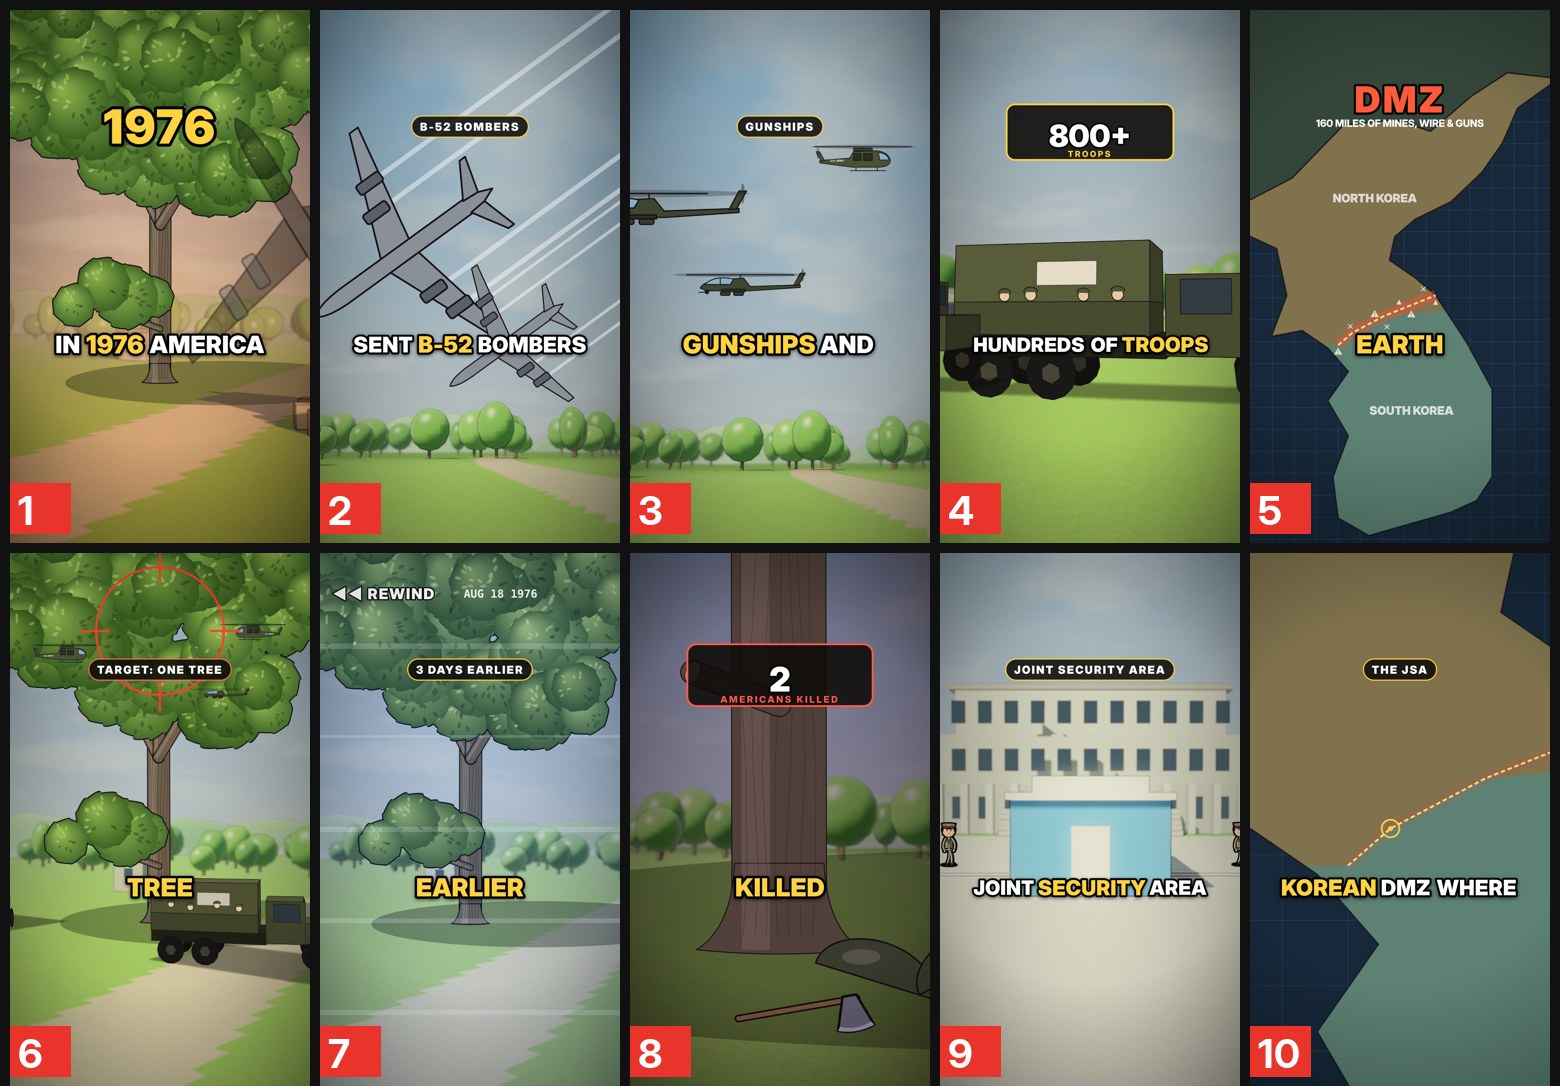 1976
IN 1976 AMERICA
1
B-52 BOMBERS
SENT B-52 BOMBERS
2
GUNSHIPS
GUNSHIPS AND
3
800+
TROOPS
HUNDREDS OF TROOPS
4
DMZ
160 MILES OF MINES, WIRE & GUNS
NORTH KOREA
EARTH
SOUTH KOREA
5
TARGET: ONE TREE
TREE
6
◀◀ REWIND AUG 18 1976
3 DAYS EARLIER
EARLIER
7
2
AMERICANS KILLED
KILLED
8
JOINT SECURITY AREA
JOINT SECURITY AREA
9
THE JSA
KOREAN DMZ WHERE
10